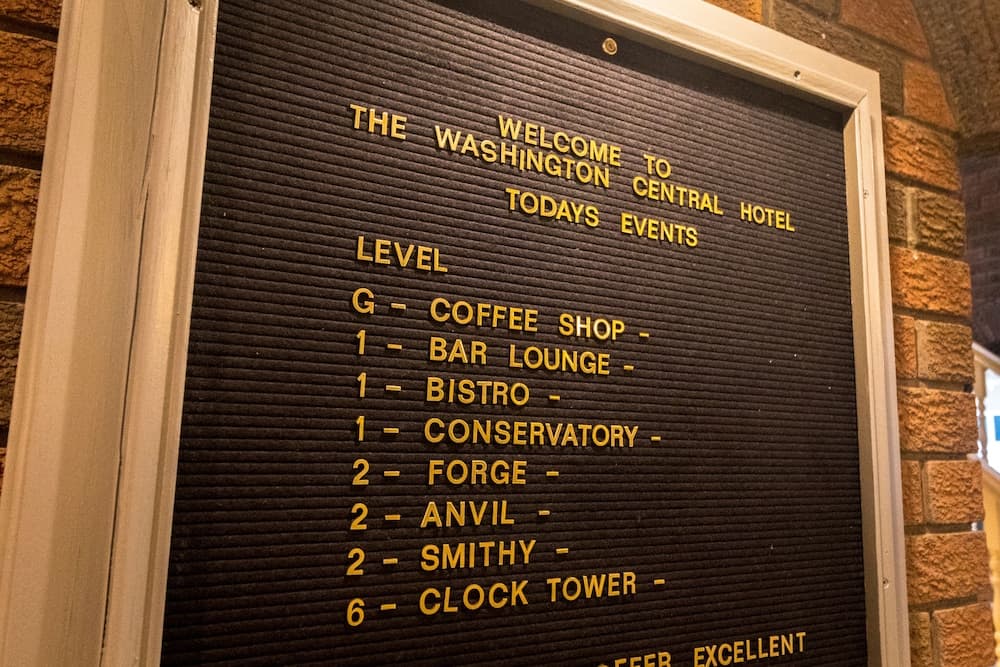 WELCOME TO
THE WASHINGTON CENTRAL HOTEL
TODAYS EVENTS
LEVEL
G - COFFEE SHOP -
1 - BAR LOUNGE -
1 - BISTRO -
1 - CONSERVATORY -
2 - FORGE -
2 - ANVIL -
2 - SMITHY -
6 - CLOCK TOWER -
EXCELLENT